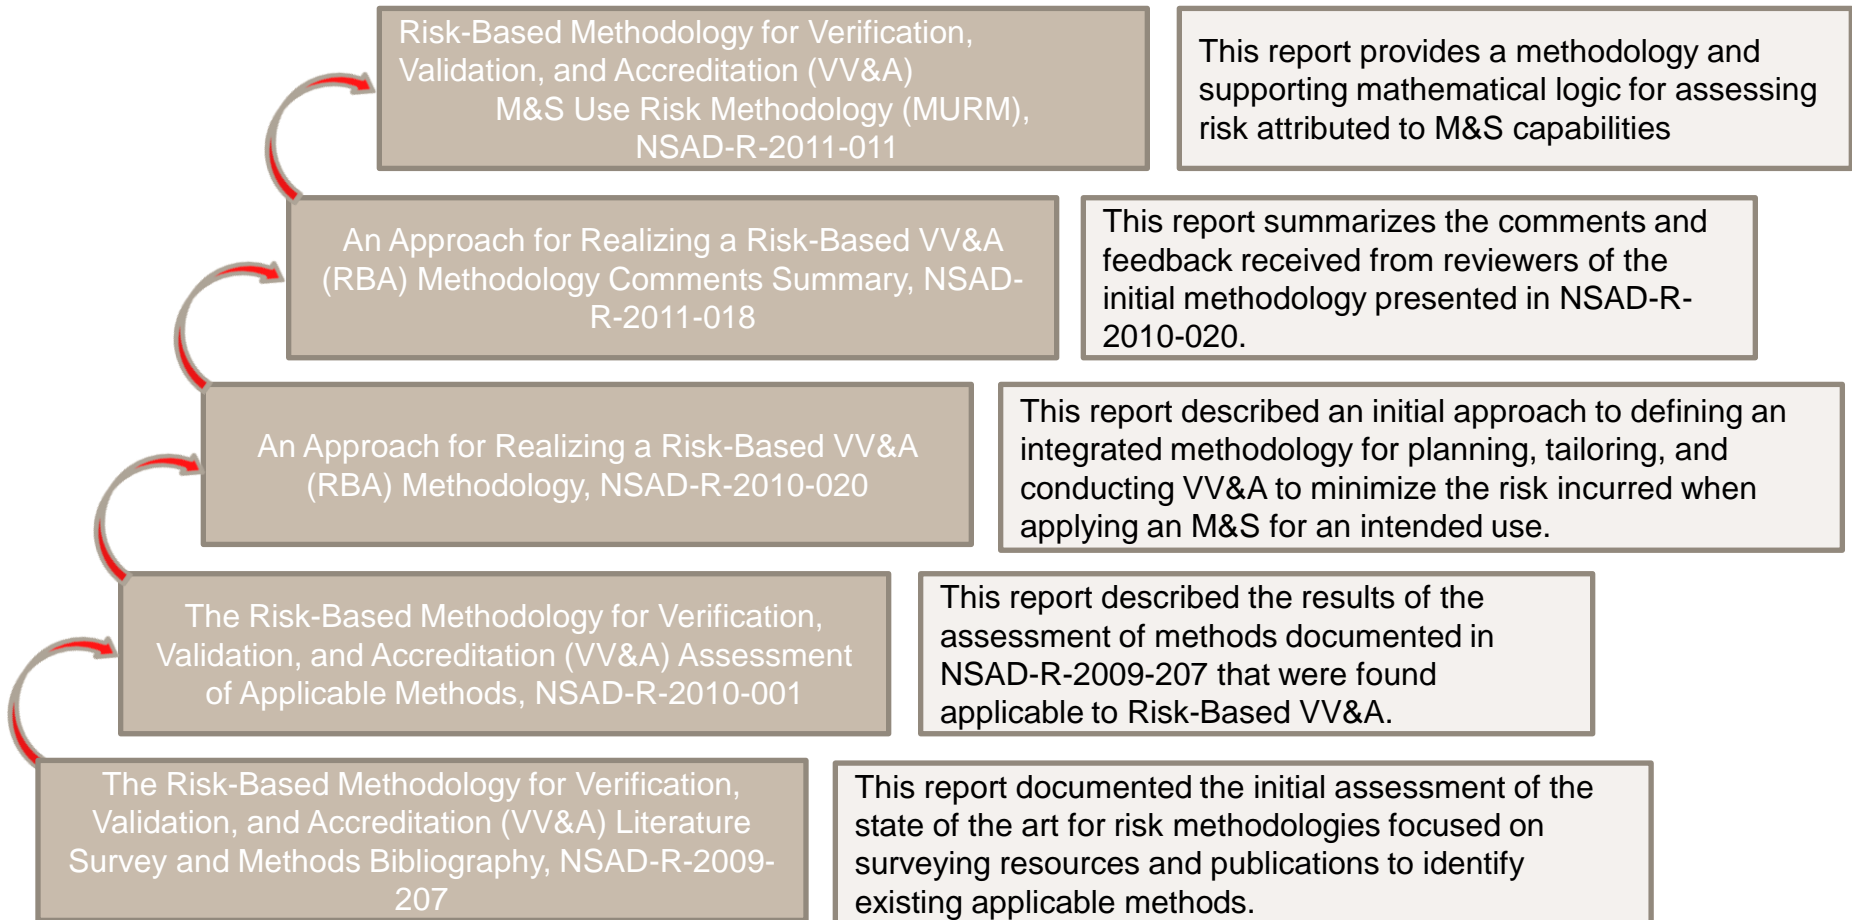 Risk-Based Methodology for Verification,
Validation, and Accreditation (VV&A)
M&S Use Risk Methodology (MURM),
NSAD-R-2011-011
This report provides a methodology and
supporting mathematical logic for assessing
risk attributed to M&S capabilities
An Approach for Realizing a Risk-Based VV&A
(RBA) Methodology Comments Summary, NSAD-
R-2011-018
This report summarizes the comments and
feedback received from reviewers of the
initial methodology presented in NSAD-R-
2010-020.
An Approach for Realizing a Risk-Based VV&A
(RBA) Methodology, NSAD-R-2010-020
This report described an initial approach to defining an
integrated methodology for planning, tailoring, and
conducting VV&A to minimize the risk incurred when
applying an M&S for an intended use.
The Risk-Based Methodology for Verification,
Validation, and Accreditation (VV&A) Assessment
of Applicable Methods, NSAD-R-2010-001
This report described the results of the
assessment of methods documented in
NSAD-R-2009-207 that were found
applicable to Risk-Based VV&A.
The Risk-Based Methodology for Verification,
Validation, and Accreditation (VV&A) Literature
Survey and Methods Bibliography, NSAD-R-2009-
207
This report documented the initial assessment of the
state of the art for risk methodologies focused on
surveying resources and publications to identify
existing applicable methods.